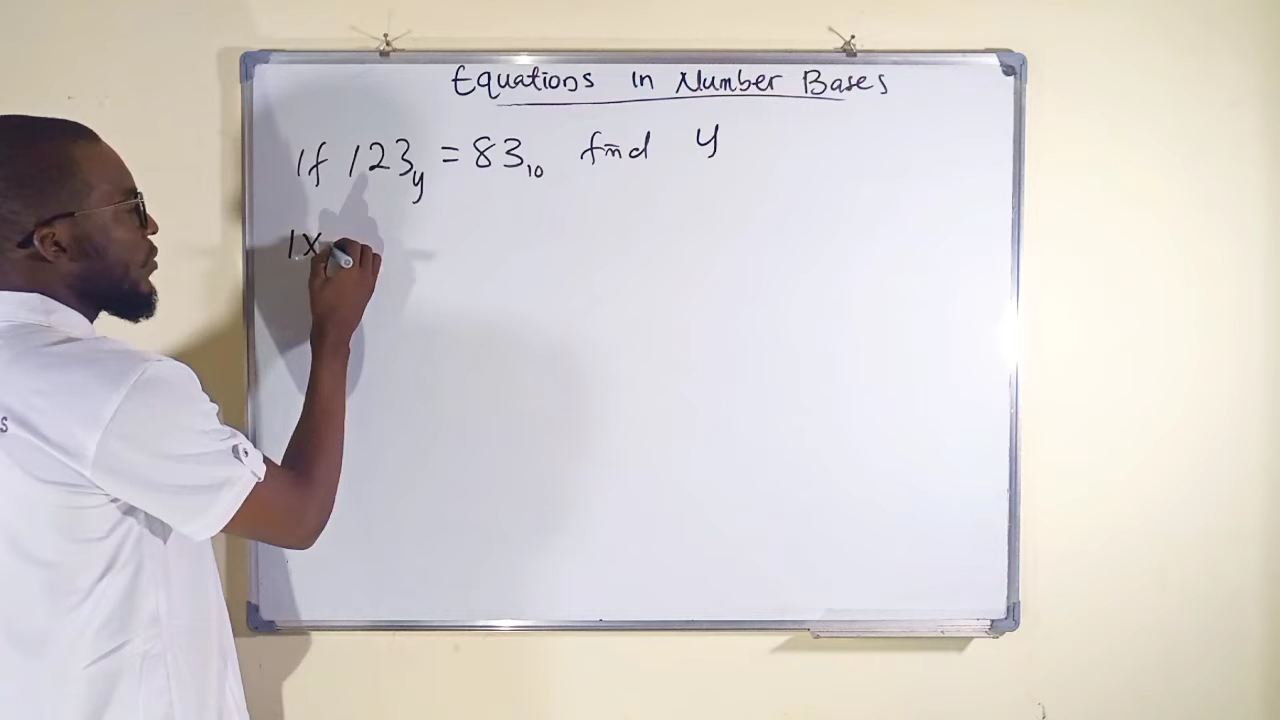 Equations in Number Bases
If 123y = 83₁₀ find y
1x